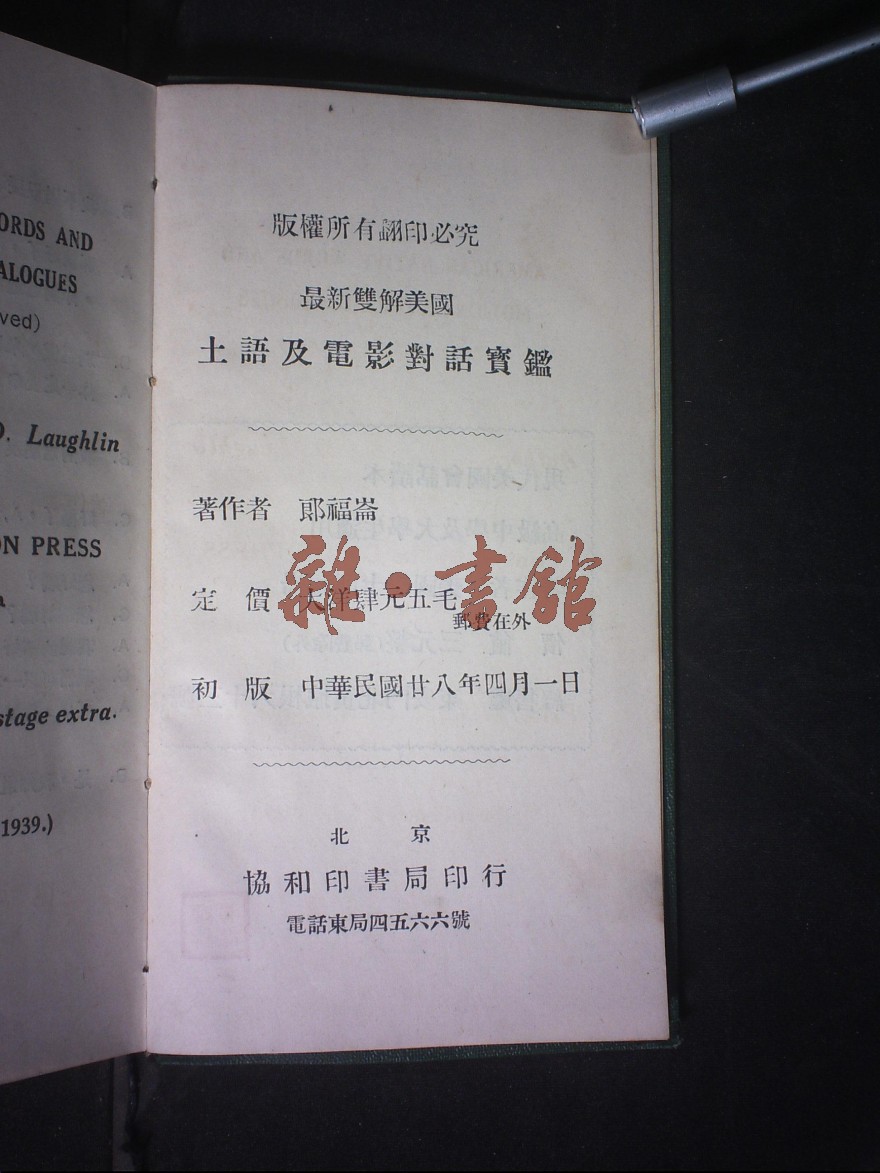 ORDS AND
ALOGUES
ved)
D. Laughlin
ON PRESS
a
stage extra.
1939.)
版權所有翻印必究
最新雙解美國
土語及電影對話寶鑑
著作者 郎福崙
定價 大洋肆元五毛
郵費在外
雜·書館
初版 中華民國廿八年四月一日
北京
協和印書局印行
電話東局四五六六號